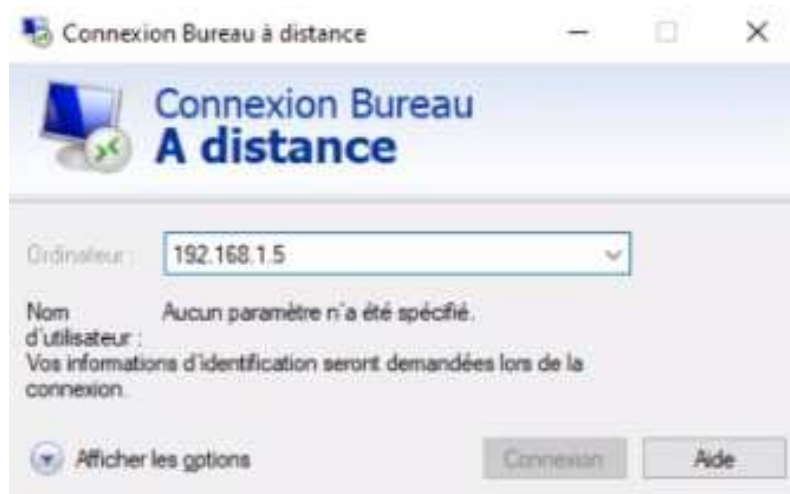 Connexion Bureau à distance
Connexion Bureau
A distance
Ordinateur :
192.168.1.5
Nom
d'utilisateur :
Aucun paramètre n'a été spécifié.
Vos informations d'identification seront demandées lors de la
connexion.
Afficher les options
Connexion
Aide